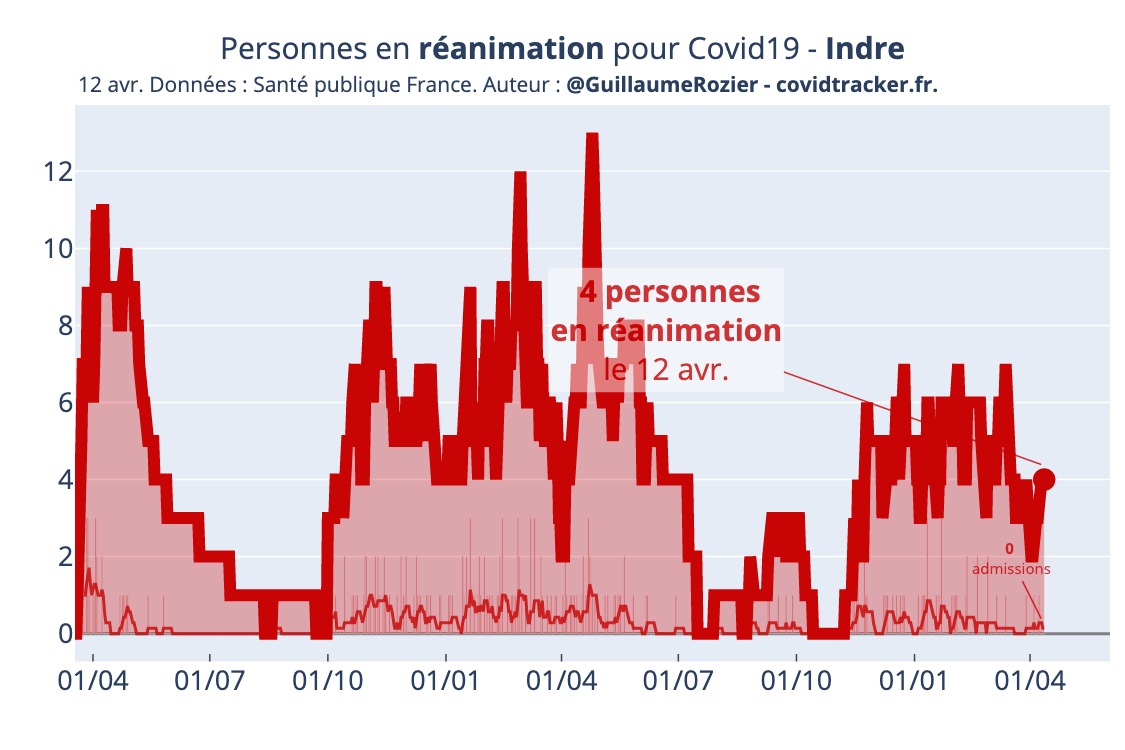 Personnes en réanimation pour Covid19 - Indre
12 avr. Données : Santé publique France. Auteur : @GuillaumeRozier - covidtracker.fr.
12
10
8
6
4
2
0
4 personnes
en réanimation
le 12 avr.
0
admissions
01/04
01/07
01/10
01/01
01/04
01/07
01/10
01/01
01/04